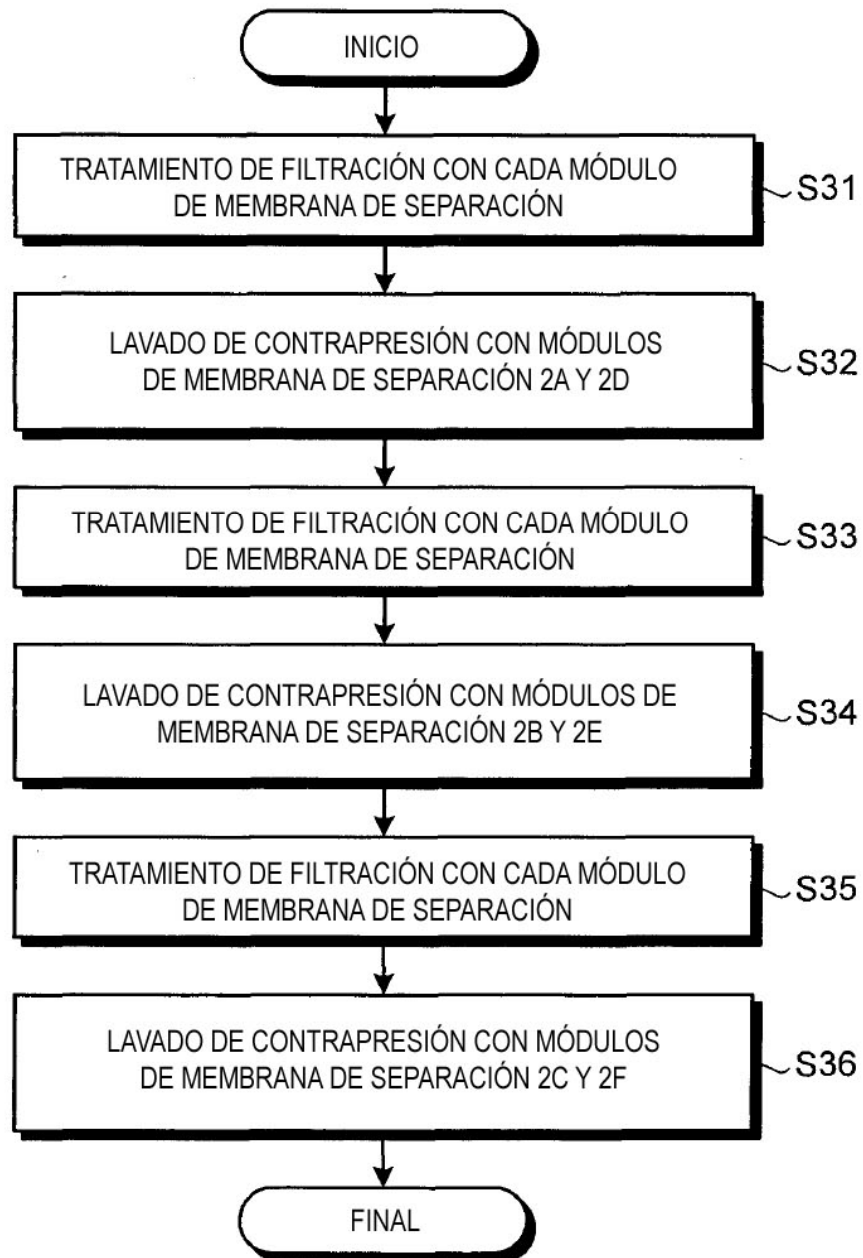 INICIO
TRATAMIENTO DE FILTRACIÓN CON CADA MÓDULO
DE MEMBRANA DE SEPARACIÓN
S31
LAVADO DE CONTRAPRESIÓN CON MÓDULOS
DE MEMBRANA DE SEPARACIÓN 2A Y 2D
S32
TRATAMIENTO DE FILTRACIÓN CON CADA MÓDULO
DE MEMBRANA DE SEPARACIÓN
S33
LAVADO DE CONTRAPRESIÓN CON MÓDULOS DE
MEMBRANA DE SEPARACIÓN 2B Y 2E
S34
TRATAMIENTO DE FILTRACIÓN CON CADA MÓDULO
DE MEMBRANA DE SEPARACIÓN
S35
LAVADO DE CONTRAPRESIÓN CON MÓDULOS
DE MEMBRANA DE SEPARACIÓN 2C Y 2F
S36
FINAL